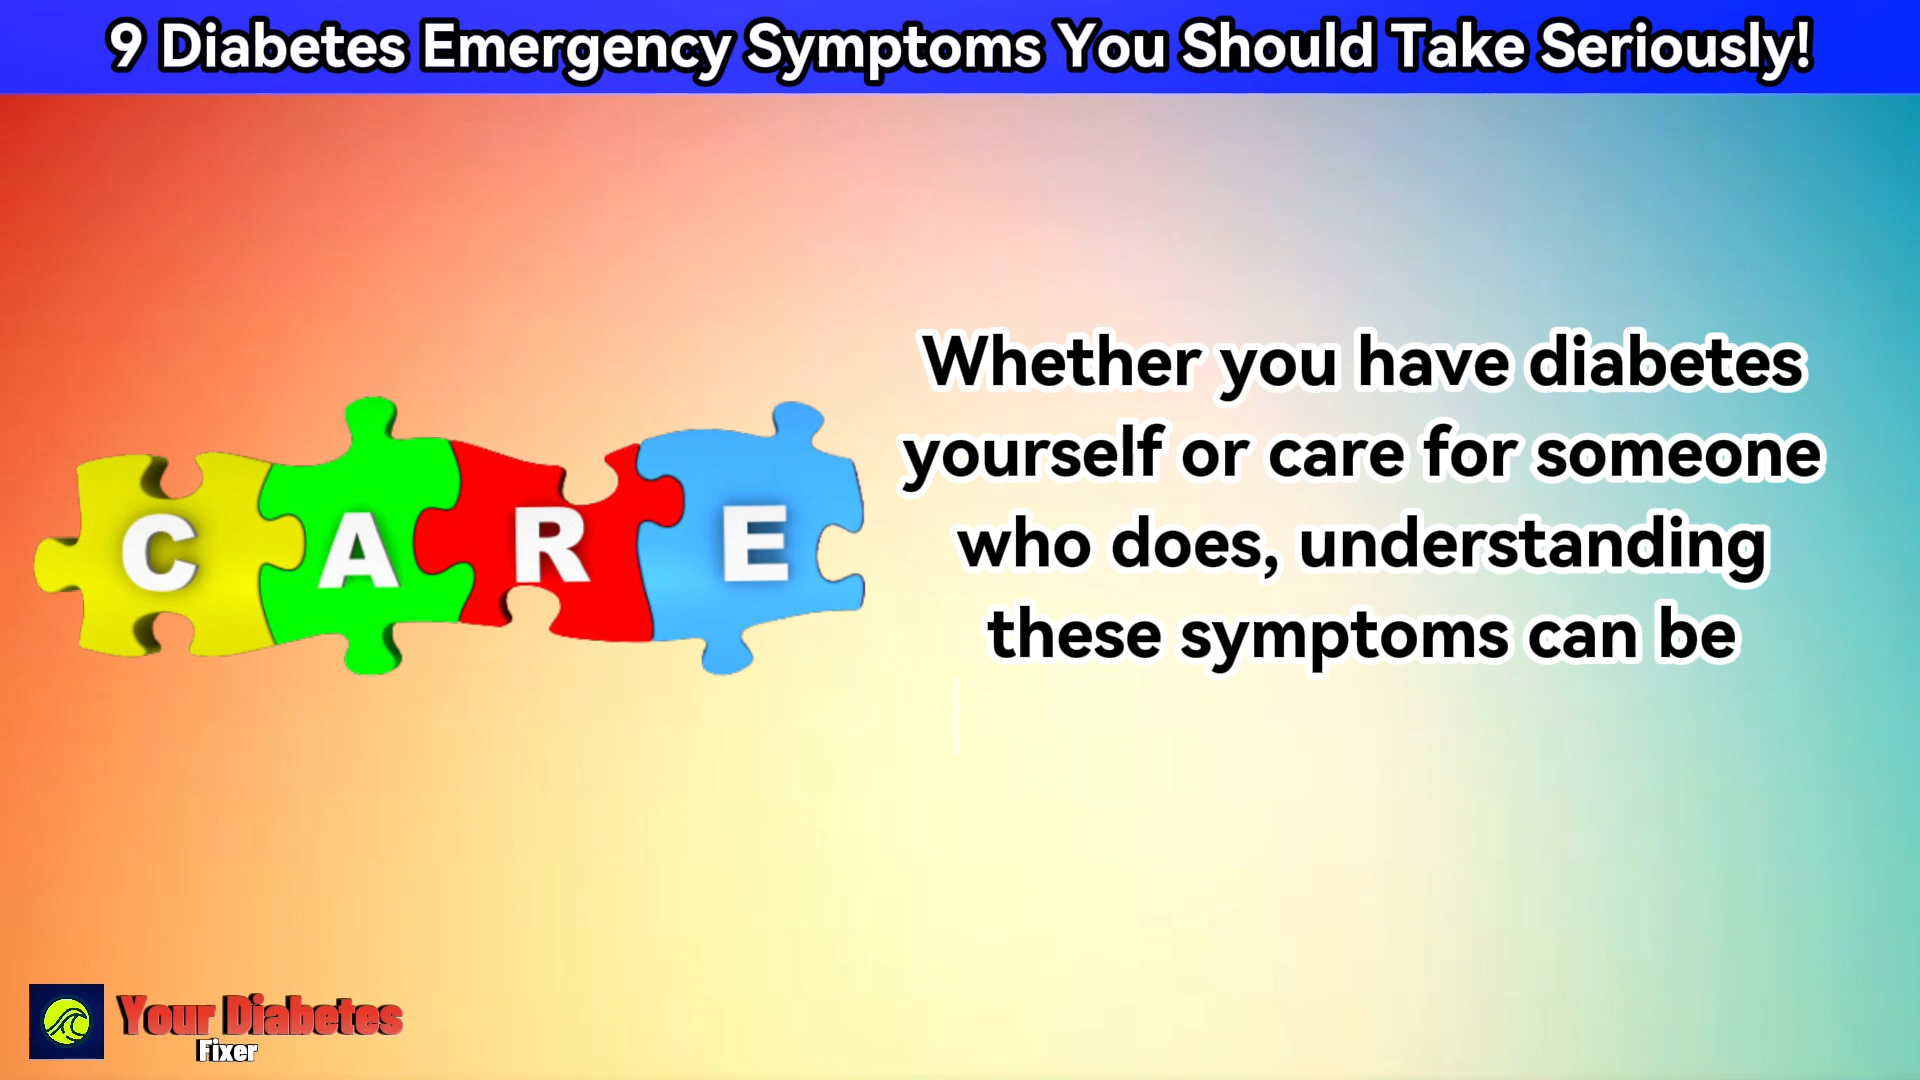 9 Diabetes Emergency Symptoms You Should Take Seriously!
Whether you have diabetes
yourself or care for someone
who does, understanding
these symptoms can be
CARE
Your Diabetes
Fixer